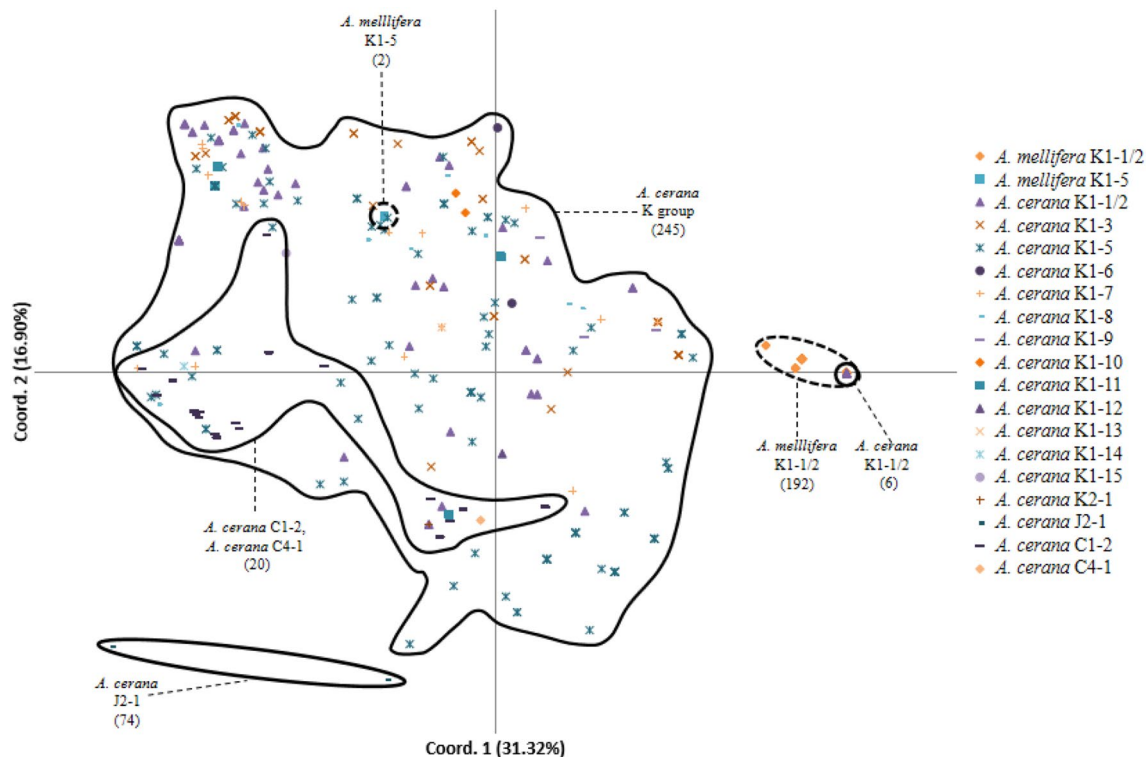 A. melllifera
K1-5
(2)
A. cerana
K group
(245)
A. mellifera K1-1/2
A. mellifera K1-5
A. cerana K1-1/2
A. cerana K1-3
A. cerana K1-5
A. cerana K1-6
A. cerana K1-7
A. cerana K1-8
A. cerana K1-9
A. cerana K1-10
A. cerana K1-11
A. cerana K1-12
A. cerana K1-13
A. cerana K1-14
A. cerana K1-15
A. cerana K2-1
A. cerana J2-1
A. cerana C1-2
A. cerana C4-1
Coord. 2 (16.90%)
A. melllifera
K1-1/2
(192)
A. cerana
K1-1/2
(6)
A. cerana C1-2,
A. cerana C4-1
(20)
A. cerana
J2-1
(74)
Coord. 1 (31.32%)